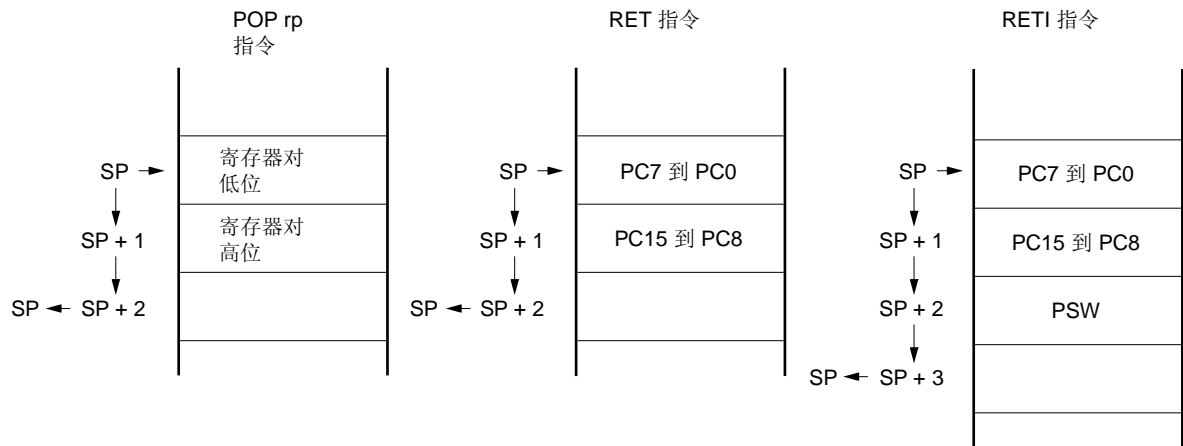 POP rp
指令
寄存器对
低位
SP
寄存器对
高位
SP + 1
SP
SP + 2
RET 指令
SP
PC7 到 PC0
SP + 1
PC15 到 PC8
SP
SP + 2
RETI 指令
SP
PC7 到 PC0
SP + 1
PC15 到 PC8
SP + 2
PSW
SP
SP + 3